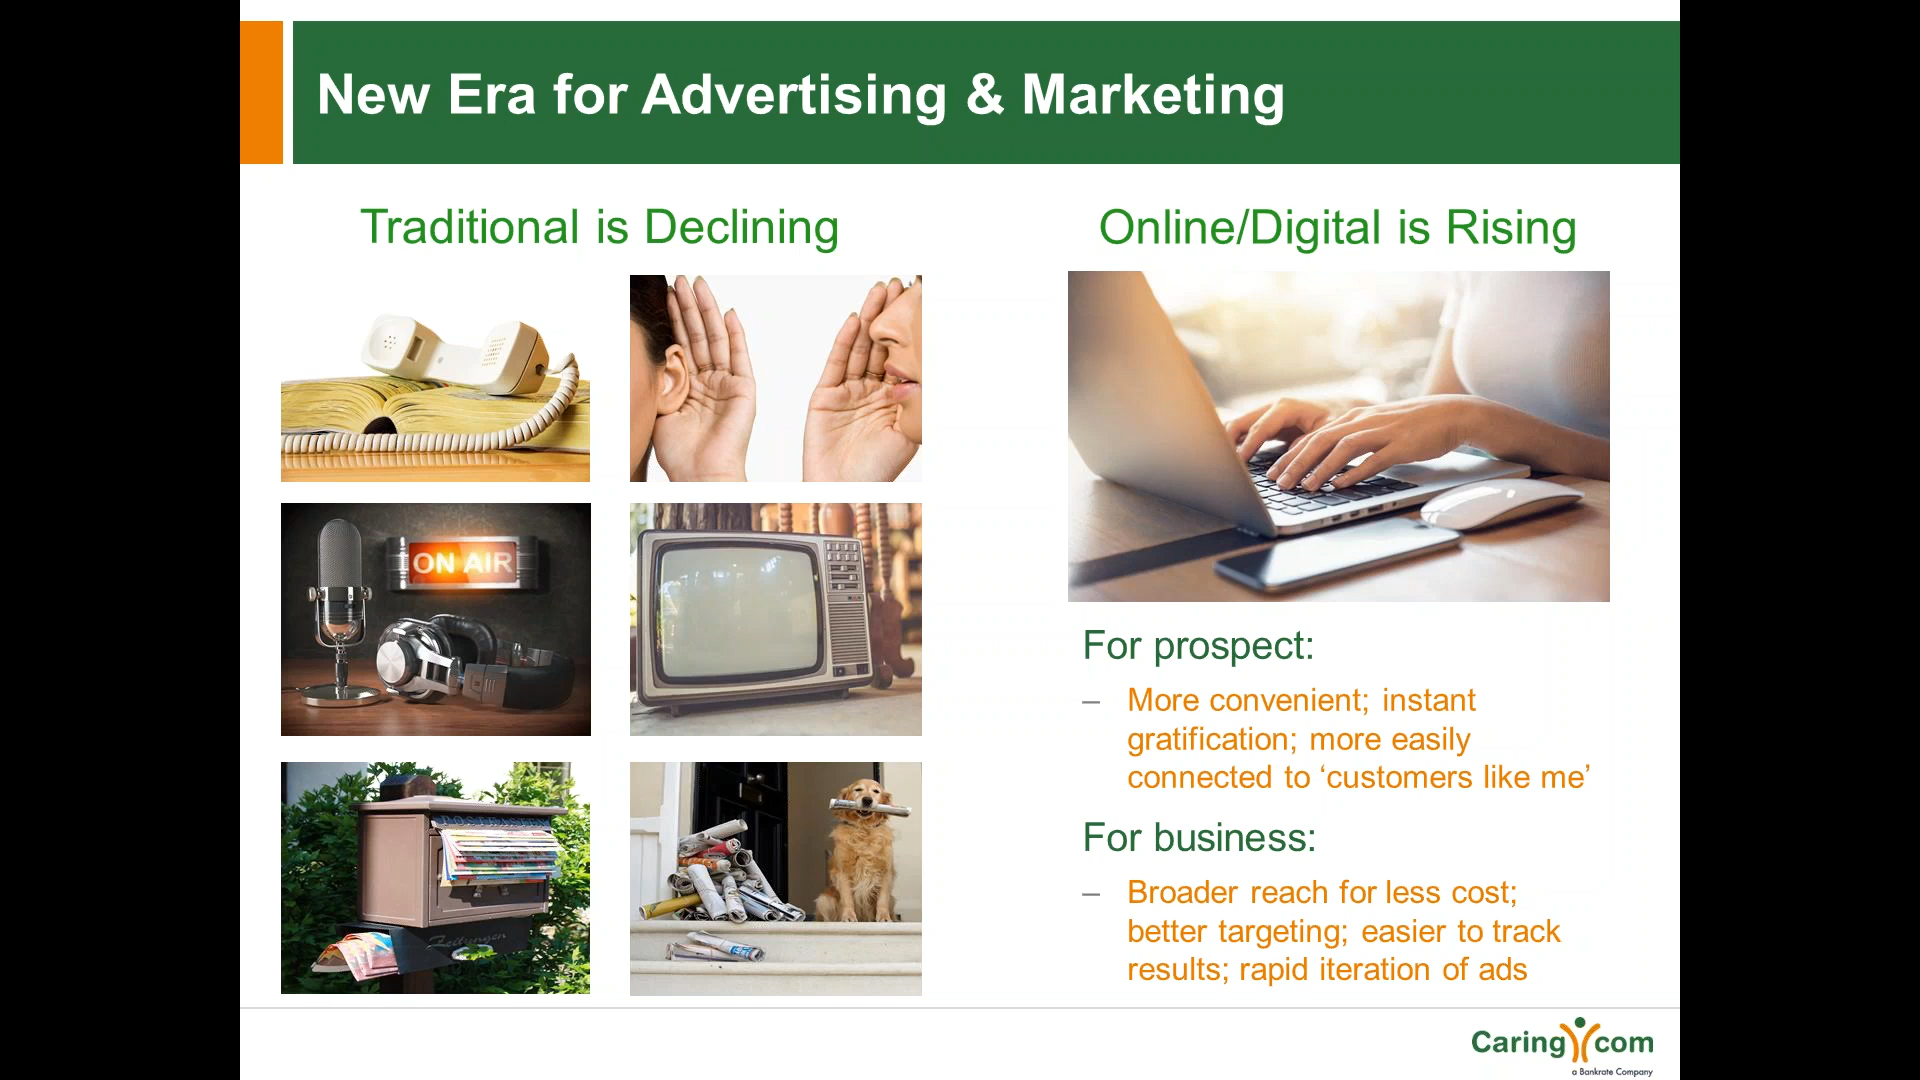 New Era for Advertising & Marketing
Traditional is Declining
Online/Digital is Rising
ON AIR
Zeitungen
For prospect:
– More convenient; instant
gratification; more easily
connected to ‘customers like me’
For business:
– Broader reach for less cost;
better targeting; easier to track
results; rapid iteration of ads
Caring com
a Bankrate Company